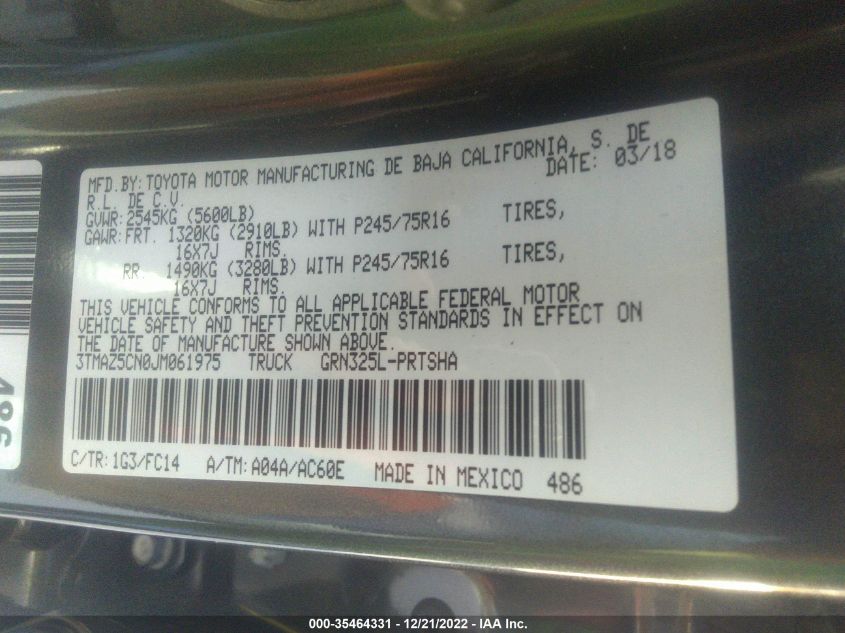 MFD.BY:TOYOTA MOTOR MANUFACTURING DE BAJA CALIFORNIA, S. DE
R.L. DE C.V. DATE: 03/18
GVWR:2545KG (5600LB)
GAWR:FRT. 1320KG (2910LB) WITH P245/75R16 TIRES,
16X7J RIMS.
RR. 1490KG (3280LB) WITH P245/75R16 TIRES,
16X7J RIMS.
THIS VEHICLE CONFORMS TO ALL APPLICABLE FEDERAL MOTOR
VEHICLE SAFETY AND THEFT PREVENTION STANDARDS IN EFFECT ON
THE DATE OF MANUFACTURE SHOWN ABOVE.
3TMAZ5CN0JM061975 TRUCK GRN325L-PRTSHA
C/TR:1G3/FC14 A/TM:A04A/AC60E MADE IN MEXICO 486
486
000-35464331 - 12/21/2022 - IAA Inc.